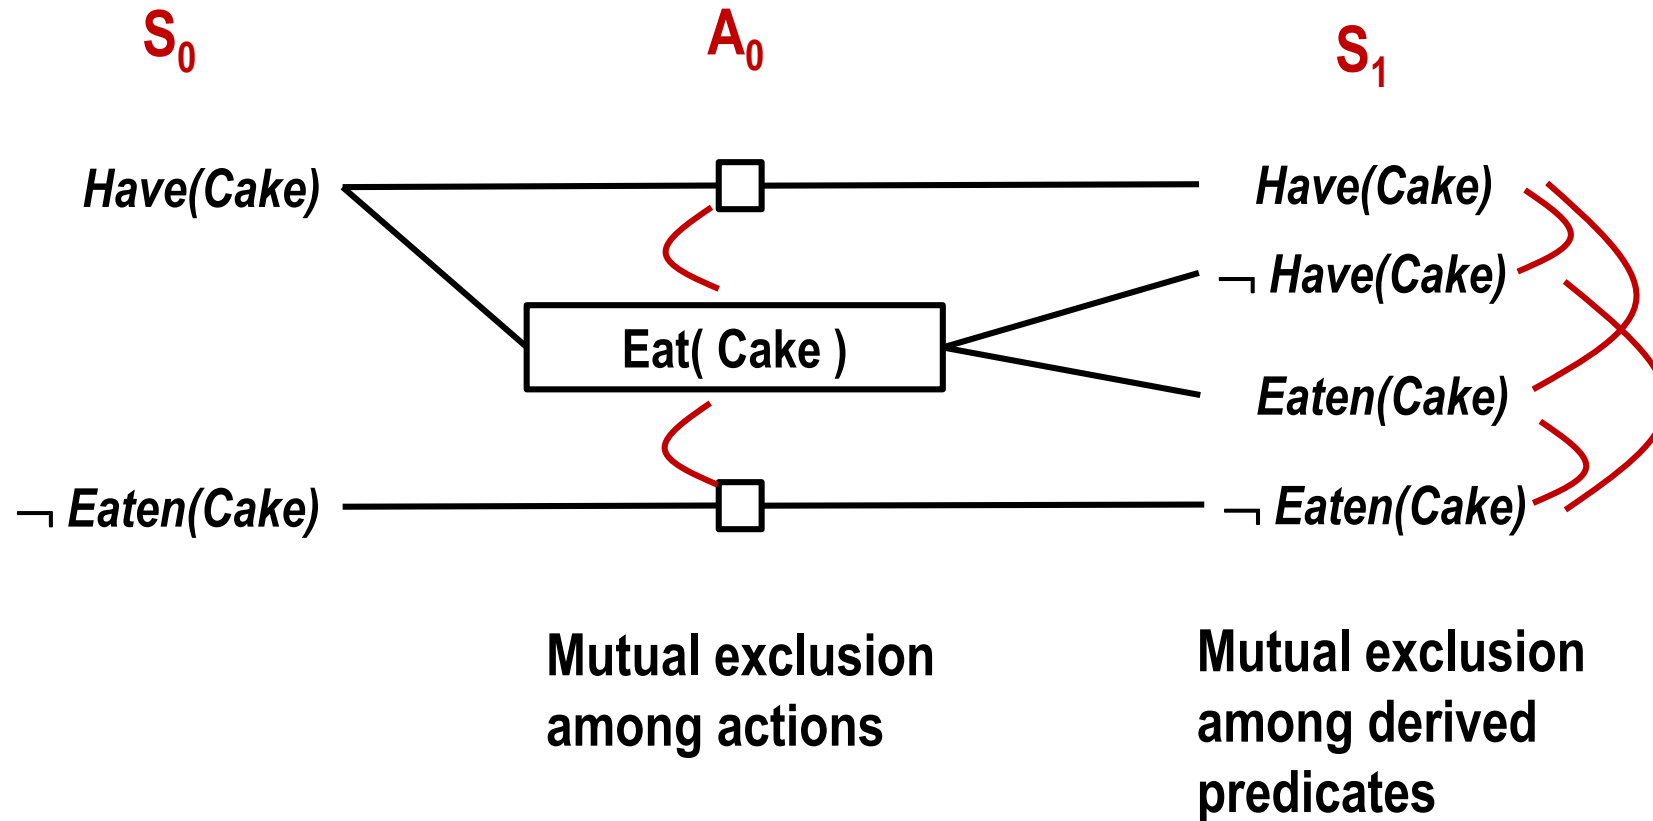 S₀ A₀ S₁
Have(Cake) Have(Cake)
¬ Have(Cake)
Eat( Cake )
Eaten(Cake)
¬ Eaten(Cake) ¬ Eaten(Cake)
Mutual exclusion
among actions
Mutual exclusion
among derived
predicates